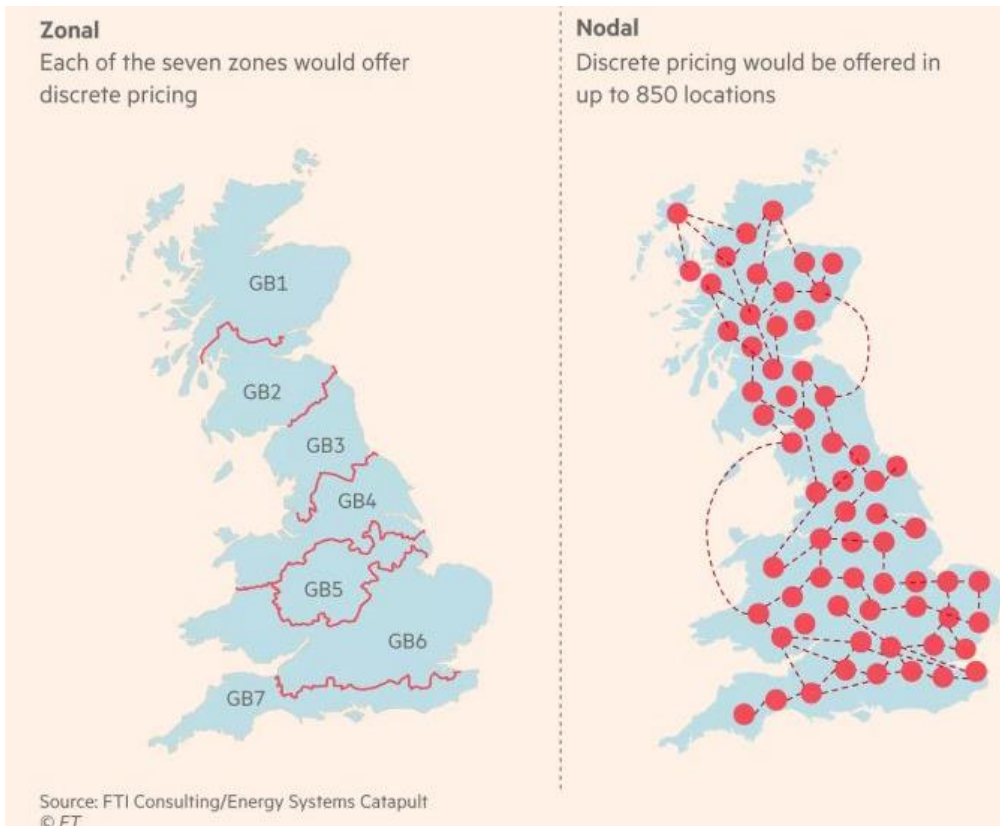 Zonal
Each of the seven zones would offer
discrete pricing
GB1
GB2
GB3
GB4
GB5
GB6
GB7
Nodal
Discrete pricing would be offered in
up to 850 locations
Source: FTI Consulting/Energy Systems Catapult
© FT